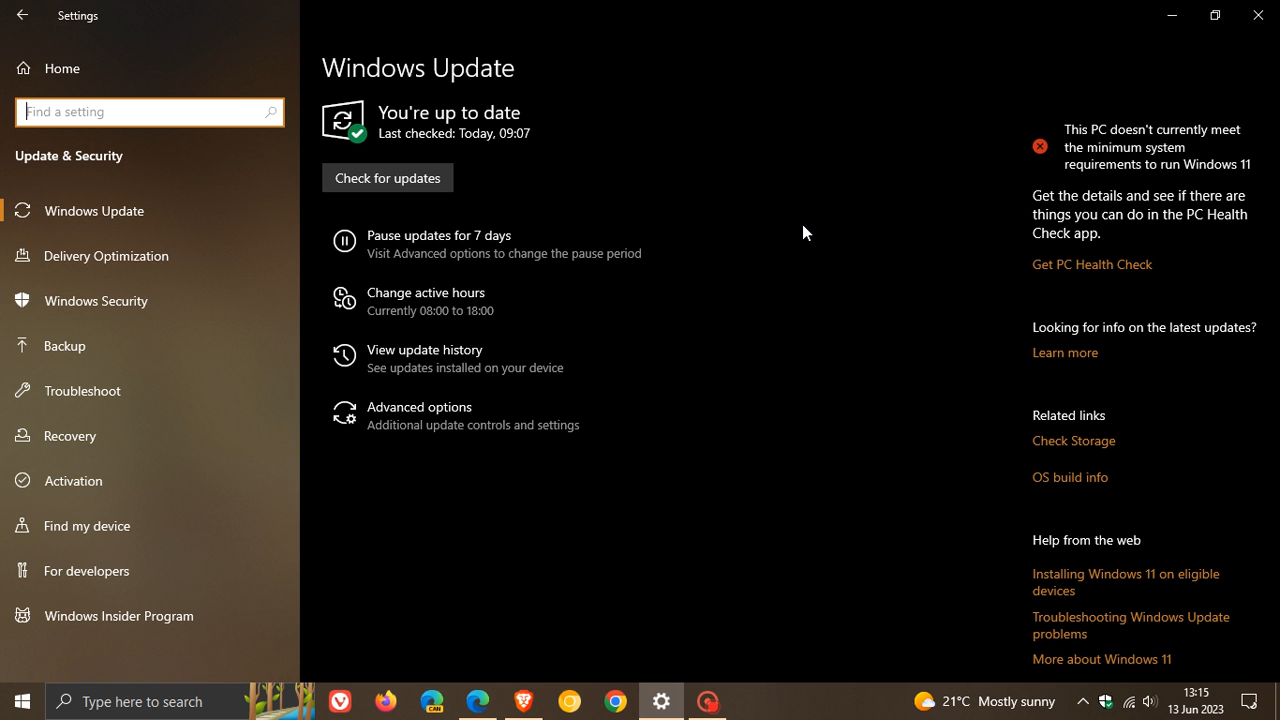 Settings
Home
Find a setting
Update & Security
Windows Update
Delivery Optimization
Windows Security
Backup
Troubleshoot
Recovery
Activation
Find my device
For developers
Windows Insider Program
Windows Update
You're up to date
Last checked: Today, 09:07
Check for updates
Pause updates for 7 days
Visit Advanced options to change the pause period
Change active hours
Currently 08:00 to 18:00
View update history
See updates installed on your device
Advanced options
Additional update controls and settings
This PC doesn't currently meet
the minimum system
requirements to run Windows 11
Get the details and see if there are
things you can do in the PC Health
Check app.
Get PC Health Check
Looking for info on the latest updates?
Learn more
Related links
Check Storage
OS build info
Help from the web
Installing Windows 11 on eligible
devices
Troubleshooting Windows Update
problems
More about Windows 11
Type here to search
CAN
21°C Mostly sunny
13:15
13 Jun 2023